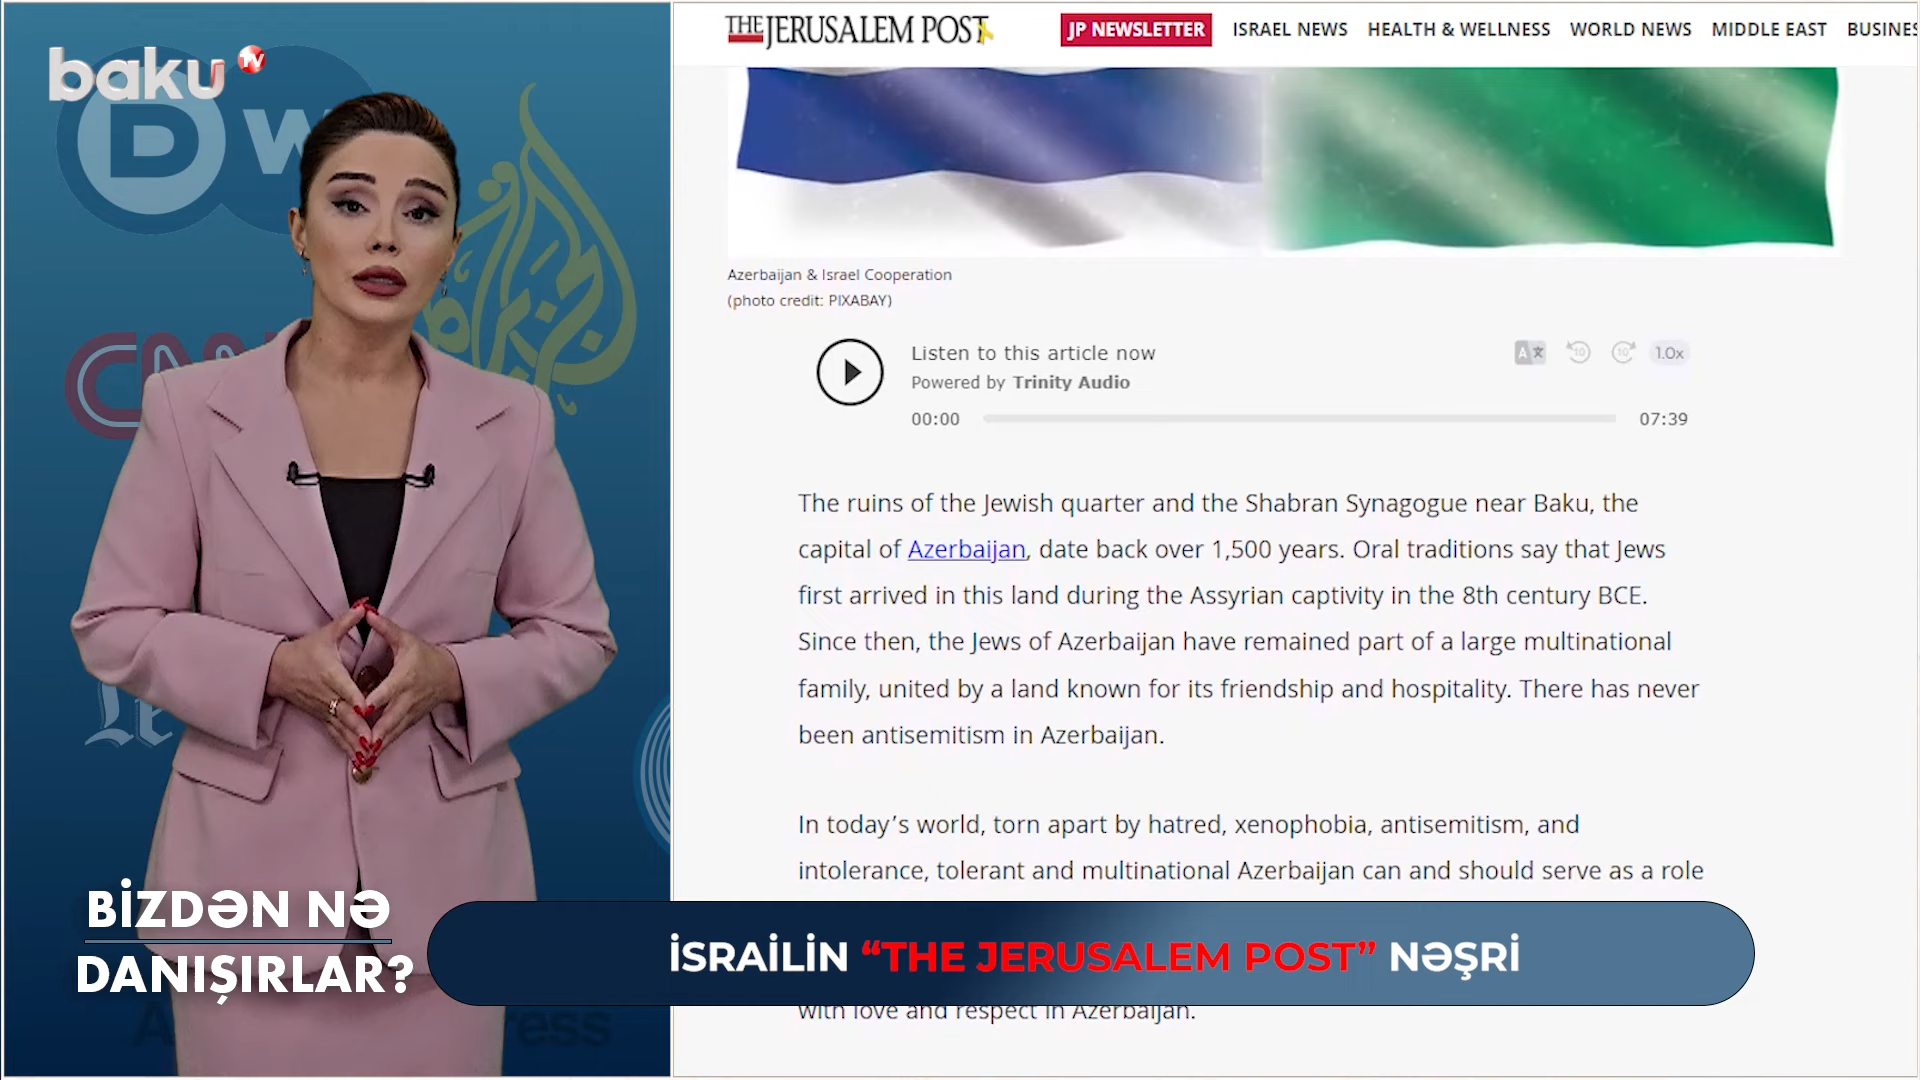 baku TV
DW
CNN
Le
BİZDƏN NƏ
DANIŞIRLAR?
ress
THE JERUSALEM POST
JP NEWSLETTER ISRAEL NEWS HEALTH & WELLNESS WORLD NEWS MIDDLE EAST BUSINES
Azerbaijan & Israel Cooperation
(photo credit: PIXABAY)
Listen to this article now
Powered by Trinity Audio
1.0x
00:00 07:39
The ruins of the Jewish quarter and the Shabran Synagogue near Baku, the
capital of Azerbaijan, date back over 1,500 years. Oral traditions say that Jews
first arrived in this land during the Assyrian captivity in the 8th century BCE.
Since then, the Jews of Azerbaijan have remained part of a large multinational
family, united by a land known for its friendship and hospitality. There has never
been antisemitism in Azerbaijan.
In today’s world, torn apart by hatred, xenophobia, antisemitism, and
intolerance, tolerant and multinational Azerbaijan can and should serve as a role
İSRAİLİN “THE JERUSALEM POST” NƏŞRİ
with love and respect in Azerbaijan.